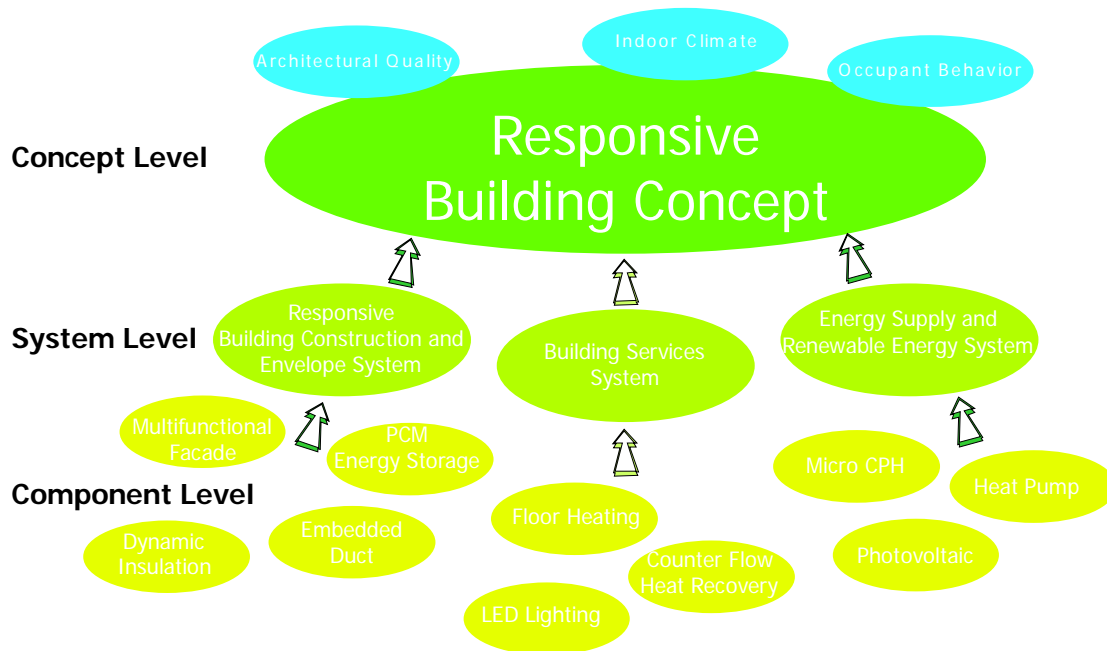 Architectural Quality
Indoor Climate
Occupant Behavior
Concept Level
Responsive
Building Concept
System Level
Responsive
Building Construction and
Envelope System
Building Services
System
Energy Supply and
Renewable Energy System
Component Level
Multifunctional
Facade
PCM
Energy Storage
Dynamic
Insulation
Embedded
Duct
Floor Heating
Counter Flow
Heat Recovery
LED Lighting
Micro CPH
Heat Pump
Photovoltaic